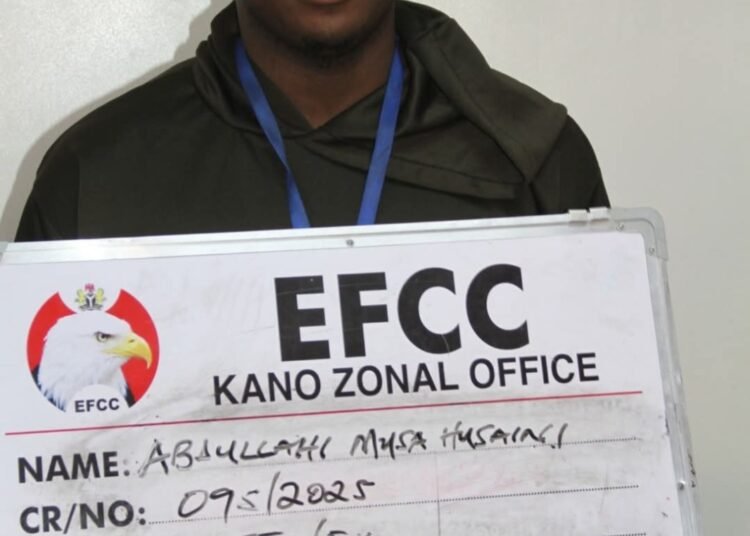 EFCC
KANO ZONAL OFFICE
EFCC
NAME: ABDULLAHI MUSA HUSAINI
CR/NO: 095/2025